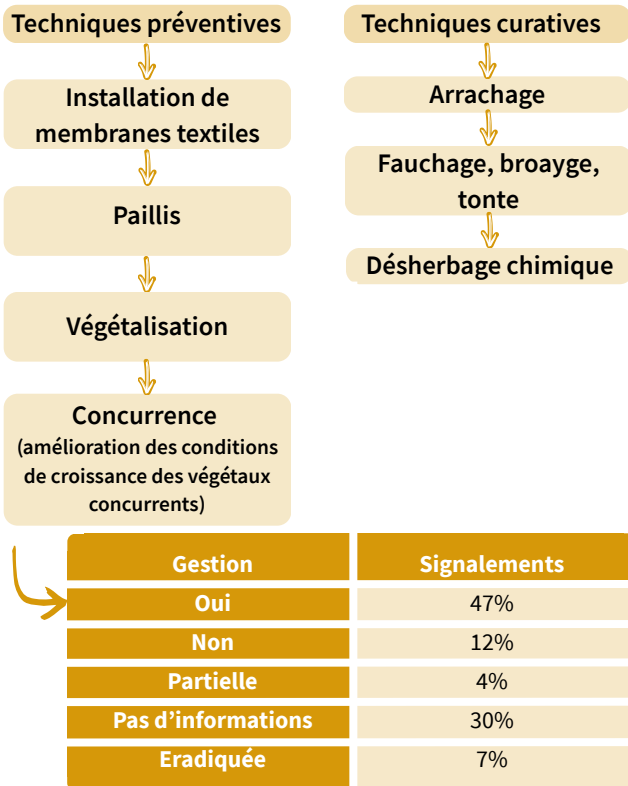 Techniques préventives
Installation de
membranes textiles
Paillis
Végétalisation
Concurrence
(amélioration des conditions
de croissance des végétaux
concurrents)
Techniques curatives
Arrachage
Fauchage, broayge,
tonte
Désherbage chimique
Gestion Signalements
Oui 47%
Non 12%
Partielle 4%
Pas d'informations 30%
Eradiquée 7%